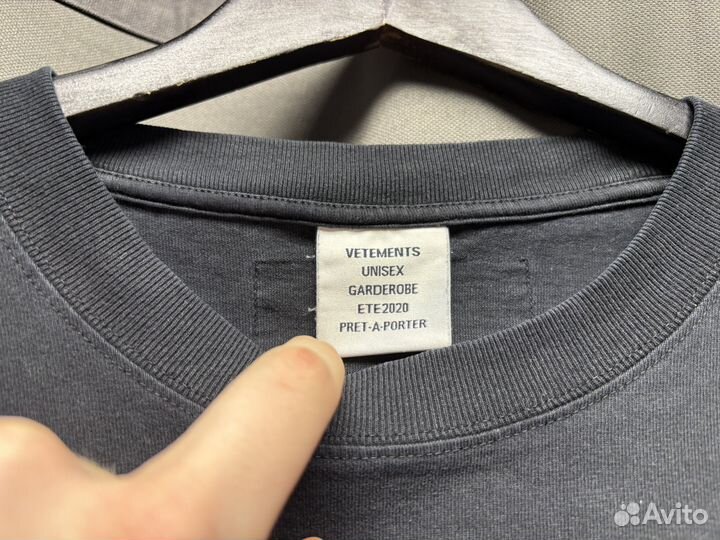 VETEMENTS
UNISEX
GARDEROBE
ETE2020
PRET-A-PORTER
Avito